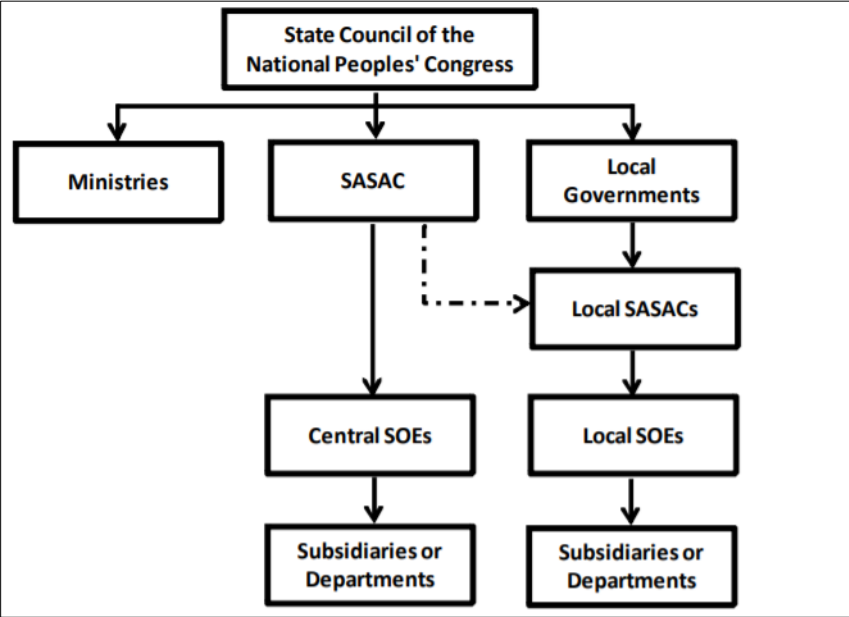 State Council of the
National Peoples' Congress
Ministries
SASAC
Local
Governments
Local SASACs
Central SOEs
Local SOEs
Subsidiaries or
Departments
Subsidiaries or
Departments